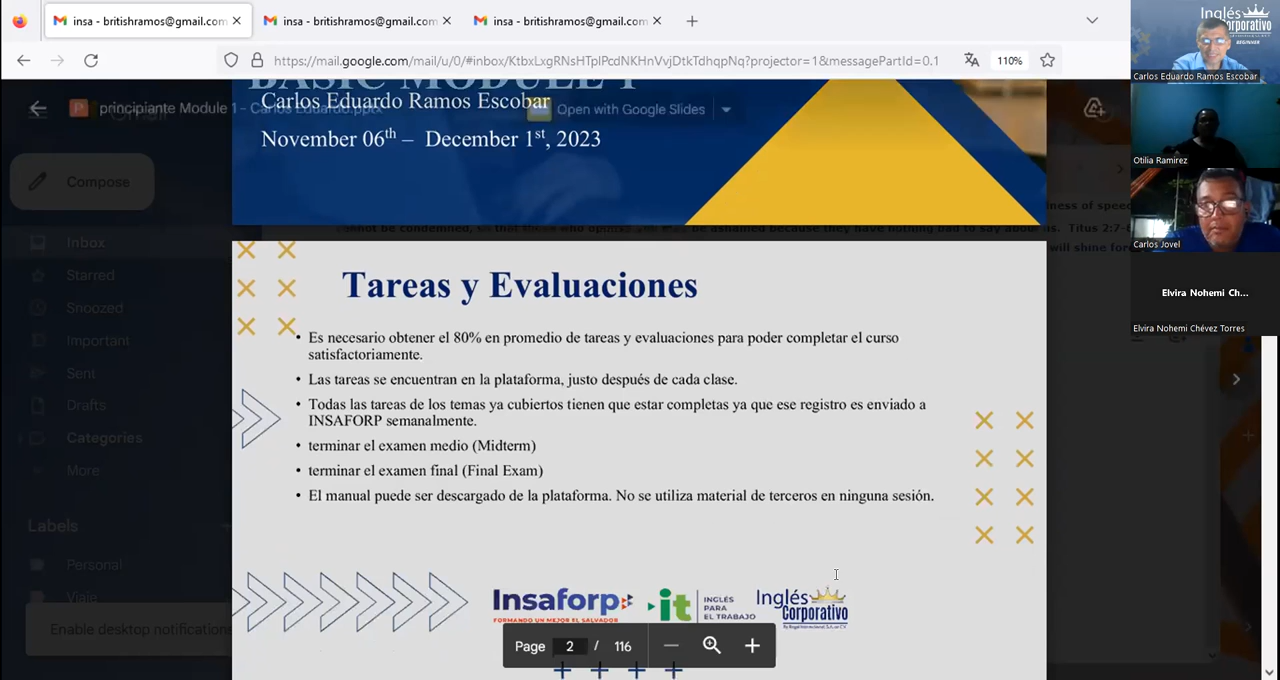 insa - britishramos@gmail.com
insa - britishramos@gmail.com
insa - britishramos@gmail.com
https://mail.google.com/mail/u/0/#inbox/KtbxLxgRNsHTplPcdNKHnVvjDtkTdhqpNq?projector=1&messagePartId=0.1
110%
Inglés
Corporativo
BEGINNER
Carlos Eduardo Ramos Escobar
Otilia Ramirez
Carlos Jovel
Elvira Nohemi Ch...
Elvira Nohemi Chévez Torres
BASIC MODULE 1
principiante Module 1 - Carlos Eduardo.pptx
Open with Google Slides
Carlos Eduardo Ramos Escobar
November 06th – December 1st, 2023
Compose
Inbox
Starred
Snoozed
Important
Sent
Drafts
Categories
More
Labels
Personal
Viaje
Enable desktop notifications
Tareas y Evaluaciones
• Es necesario obtener el 80% en promedio de tareas y evaluaciones para poder completar el curso
satisfactoriamente.
• Las tareas se encuentran en la plataforma, justo después de cada clase.
• Todas las tareas de los temas ya cubiertos tienen que estar completas ya que ese registro es enviado a
INSAFORP semanalmente.
• terminar el examen medio (Midterm)
• terminar el examen final (Final Exam)
• El manual puede ser descargado de la plataforma. No se utiliza material de terceros en ninguna sesión.
Insaforp
FORMANDO UN MEJOR EL SALVADOR
it
INGLÉS
PARA
EL TRABAJO
Inglés
Corporativo
Page 2 / 116